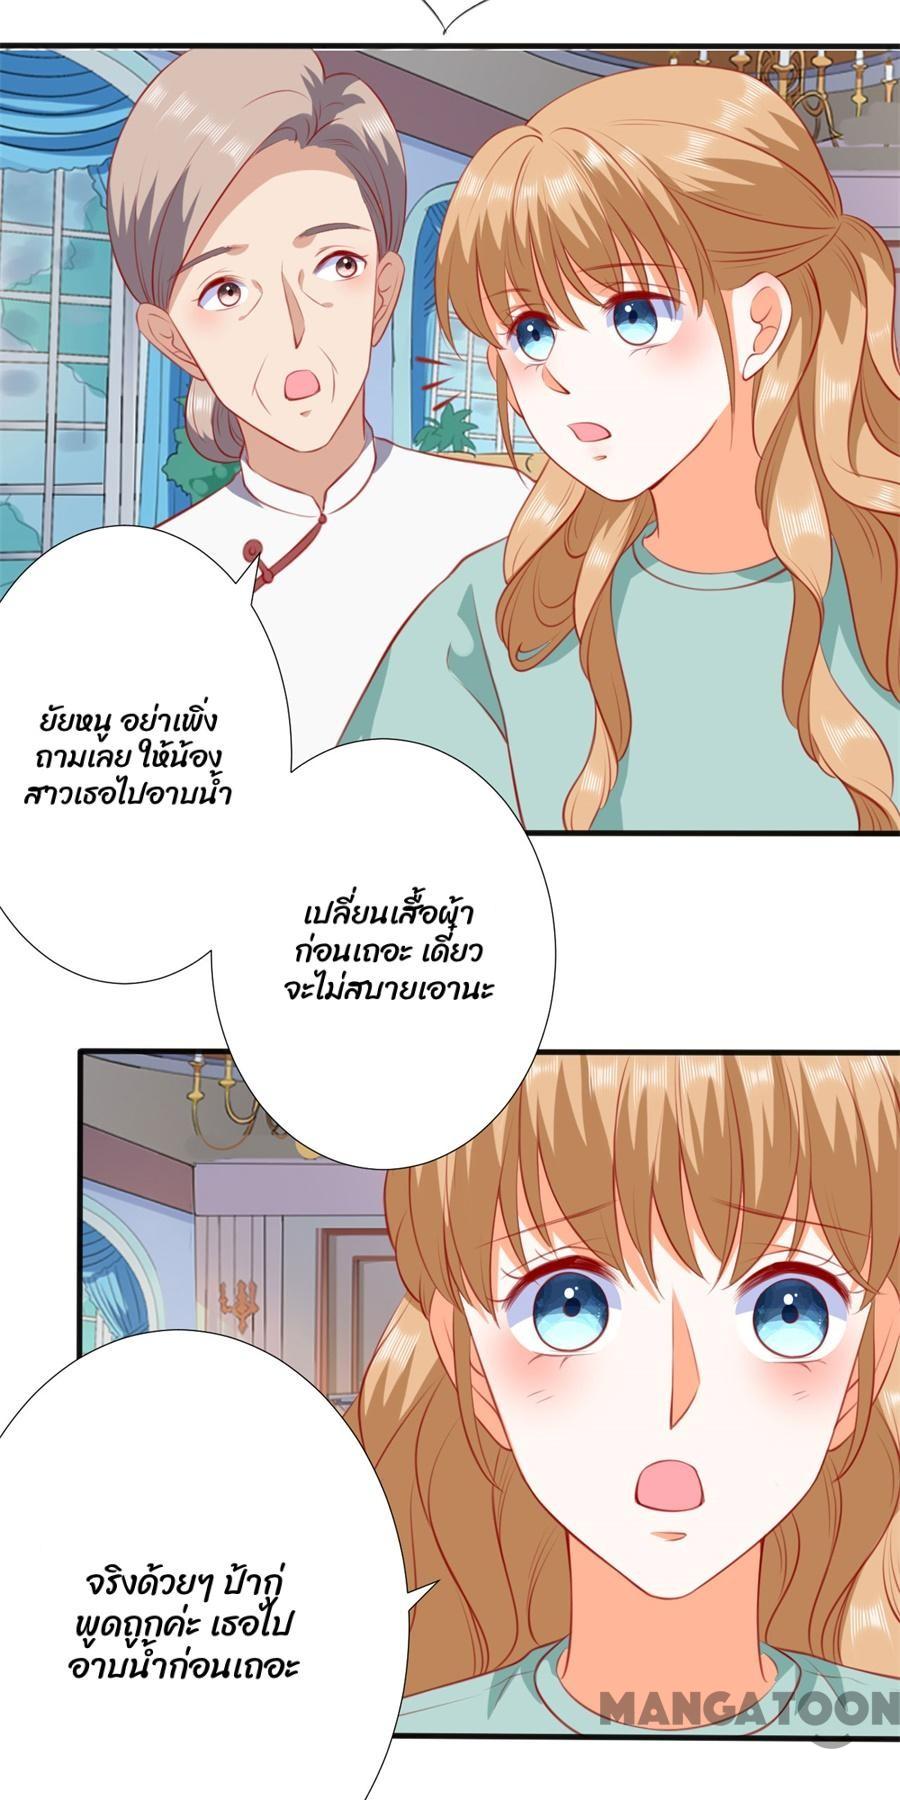 ยัยหนู อย่าเพิ่ง
ถามเลย ให้น้อง
สาวเธอไปอาบน้ำ
เปลี่ยนเสื้อผ้า
ก่อนเถอะ เดี๋ยว
จะไม่สบายเอานะ
จริงด้วยๆ ป้ากู่
พูดถูกค่ะ เธอไป
อาบน้ำก่อนเถอะ
MANGATOON